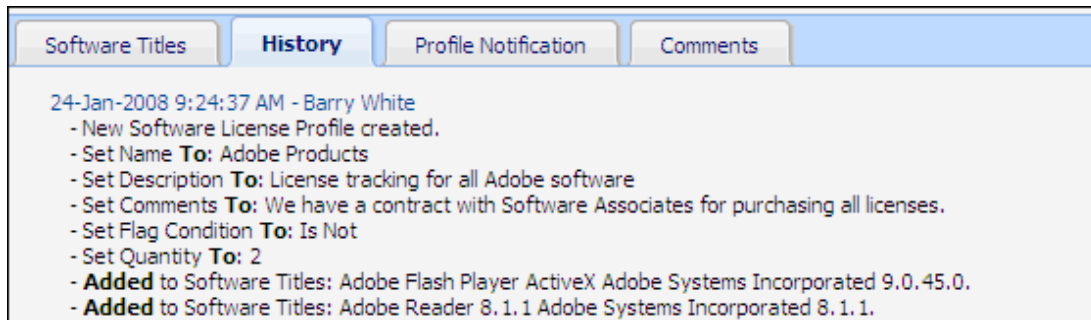 Software Titles History Profile Notification Comments
24-Jan-2008 9:24:37 AM - Barry White
- New Software License Profile created.
- Set Name To: Adobe Products
- Set Description To: License tracking for all Adobe software
- Set Comments To: We have a contract with Software Associates for purchasing all licenses.
- Set Flag Condition To: Is Not
- Set Quantity To: 2
- Added to Software Titles: Adobe Flash Player ActiveX Adobe Systems Incorporated 9.0.45.0.
- Added to Software Titles: Adobe Reader 8.1.1 Adobe Systems Incorporated 8.1.1.